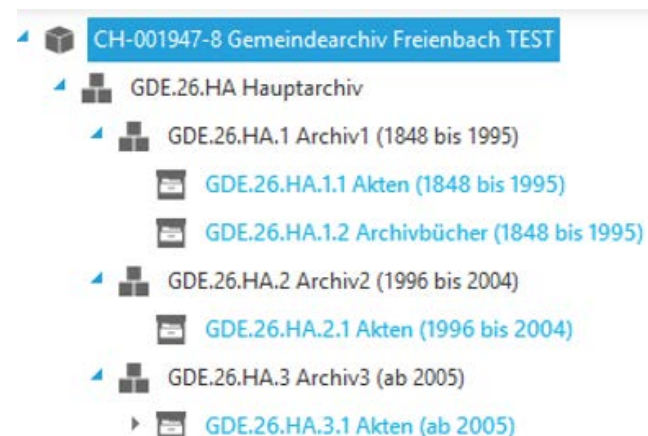 CH-001947-8 Gemeindearchiv Freienbach TEST
GDE.26.HA Hauptarchiv
GDE.26.HA.1 Archiv1 (1848 bis 1995)
GDE.26.HA.1.1 Akten (1848 bis 1995)
GDE.26.HA.1.2 Archivbücher (1848 bis 1995)
GDE.26.HA.2 Archiv2 (1996 bis 2004)
GDE.26.HA.2.1 Akten (1996 bis 2004)
GDE.26.HA.3 Archiv3 (ab 2005)
GDE.26.HA.3.1 Akten (ab 2005)